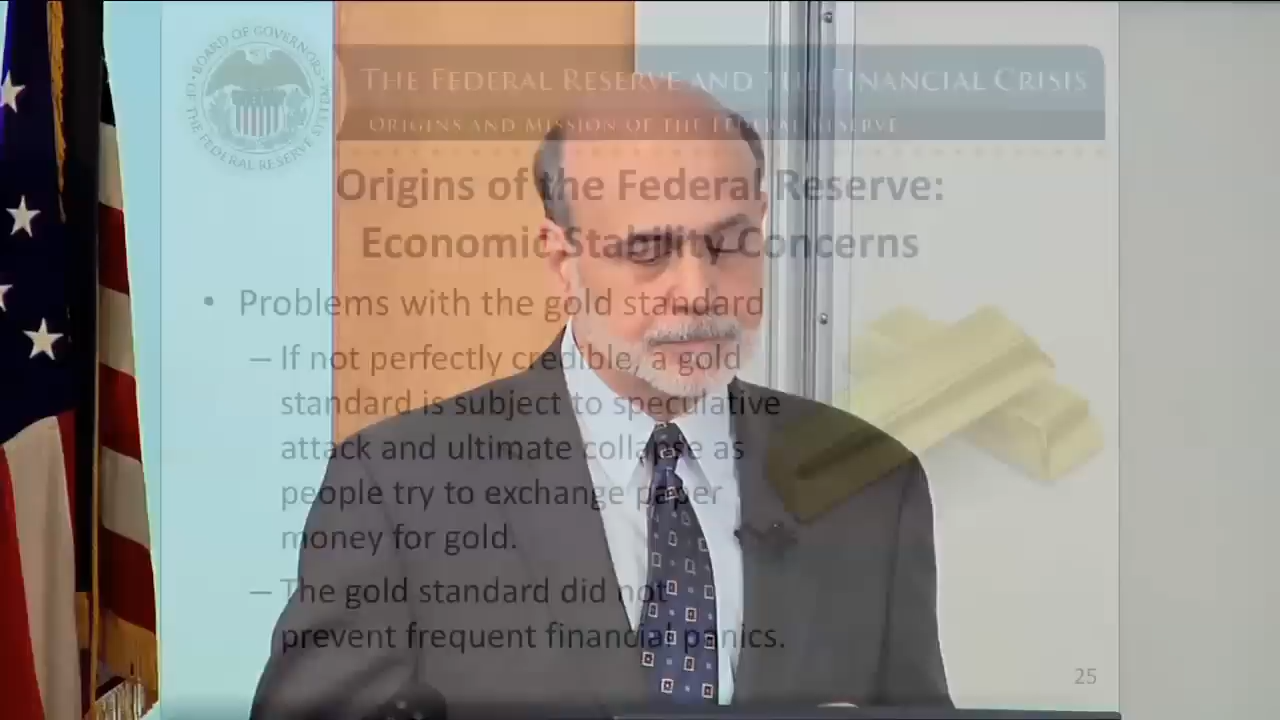 BOARD OF GOVERNORS OF THE FEDERAL RESERVE SYSTEM
THE FEDERAL RESERVE AND THE FINANCIAL CRISIS
ORIGINS AND MISSION OF THE FEDERAL RESERVE
Origins of the Federal Reserve:
Economic Stability Concerns
• Problems with the gold standard
– If not perfectly credible, a gold
standard is subject to speculative
attack and ultimate collapse as
people try to exchange paper
money for gold.
– The gold standard did not
prevent frequent financial panics.
25